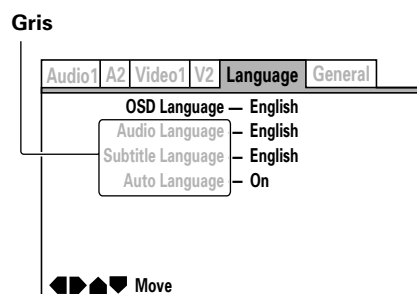 Gris
Audio1 A2 Video1 V2 Language General
OSD Language — English
Audio Language – English
Subtitle Language – English
Auto Language – On
Move